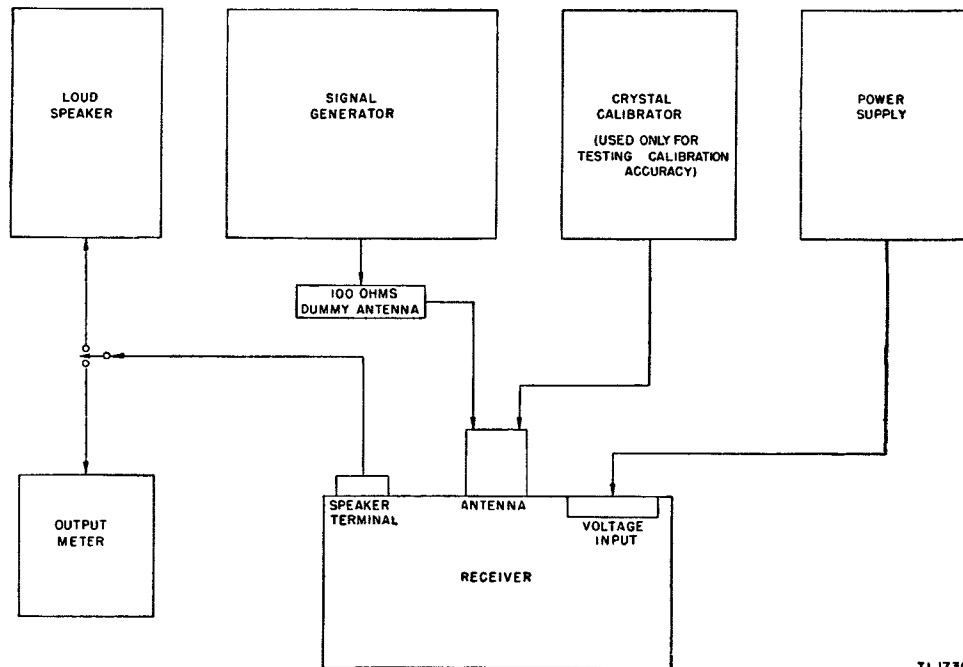 LOUD
SPEAKER
SIGNAL
GENERATOR
CRYSTAL
CALIBRATOR
(USED ONLY FOR
TESTING CALIBRATION
ACCURACY)
POWER
SUPPLY
100 OHMS
DUMMY ANTENNA
OUTPUT
METER
SPEAKER
TERMINAL
ANTENNA
VOLTAGE
INPUT
RECEIVER